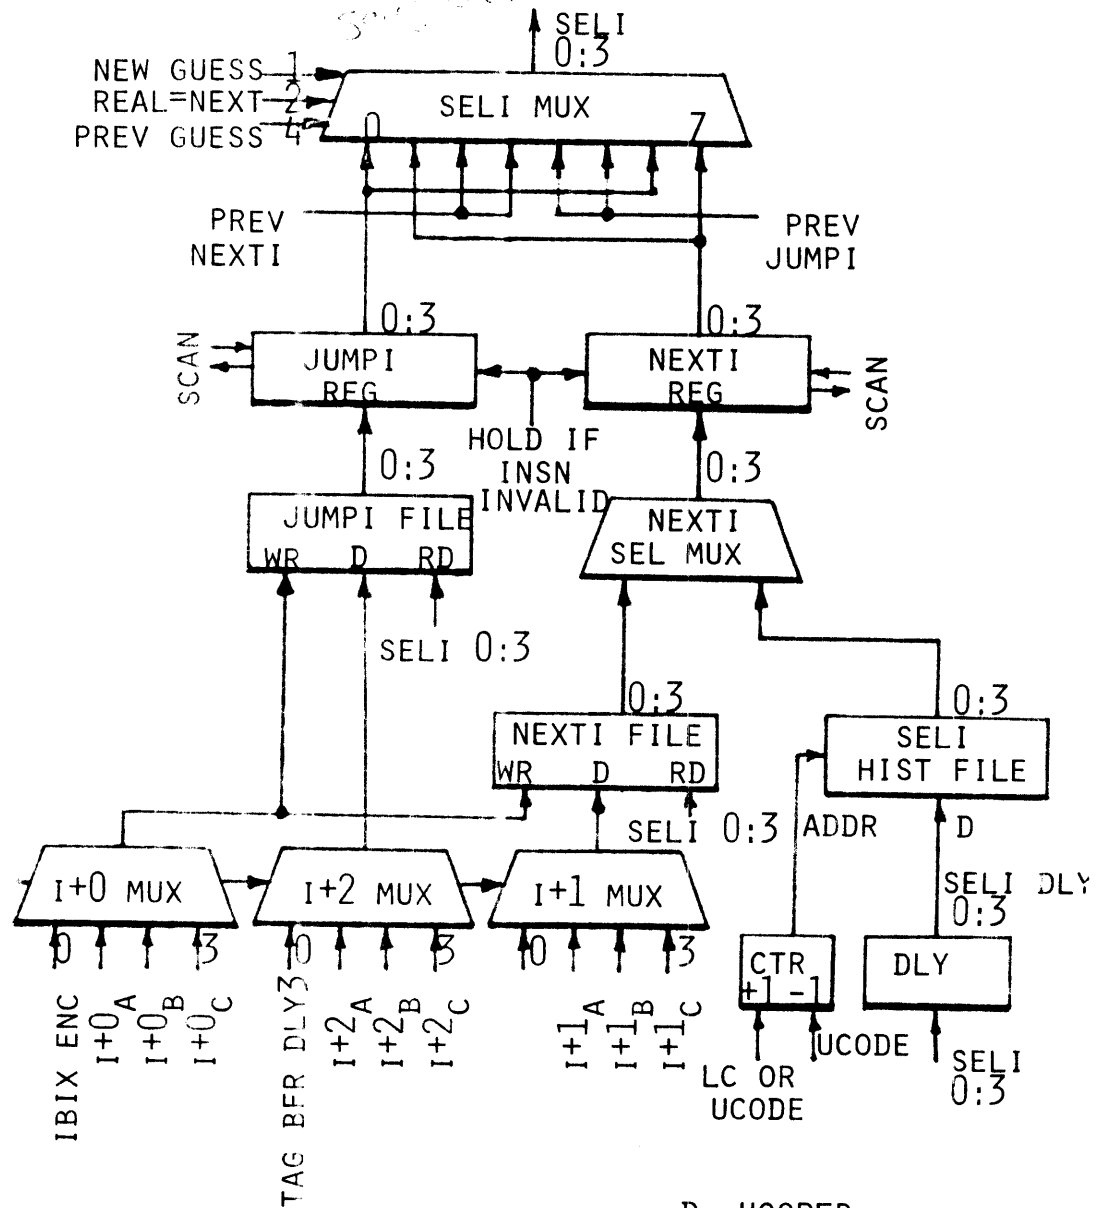 SELI
0:3
NEW GUESS 1
REAL=NEXT 2
PREV GUESS 4
SELI MUX
0 7
PREV
NEXTI
PREV
JUMPI
0:3
0:3
SCAN
JUMPI
REG
NEXTI
REG
SCAN
HOLD IF
INSN
INVALID
0:3
0:3
JUMPI FILE
WR D RD
NEXTI
SEL MUX
SELI 0:3
0:3
0:3
NEXTI FILE
WR D RD
SELI
HIST FILE
SELI 0:3
ADDR
D
I+0 MUX
I+2 MUX
I+1 MUX
SELI DLY
0:3
0 3
0 3
0 3
CTR
+1 -1
DLY
IBIX ENC
I+0A
I+0B
I+0C
TAG BFR DLY3
I+2A
I+2B
I+2C
I+1A
I+1B
I+1C
LC OR
UCODE
UCODE
SELI
0:3